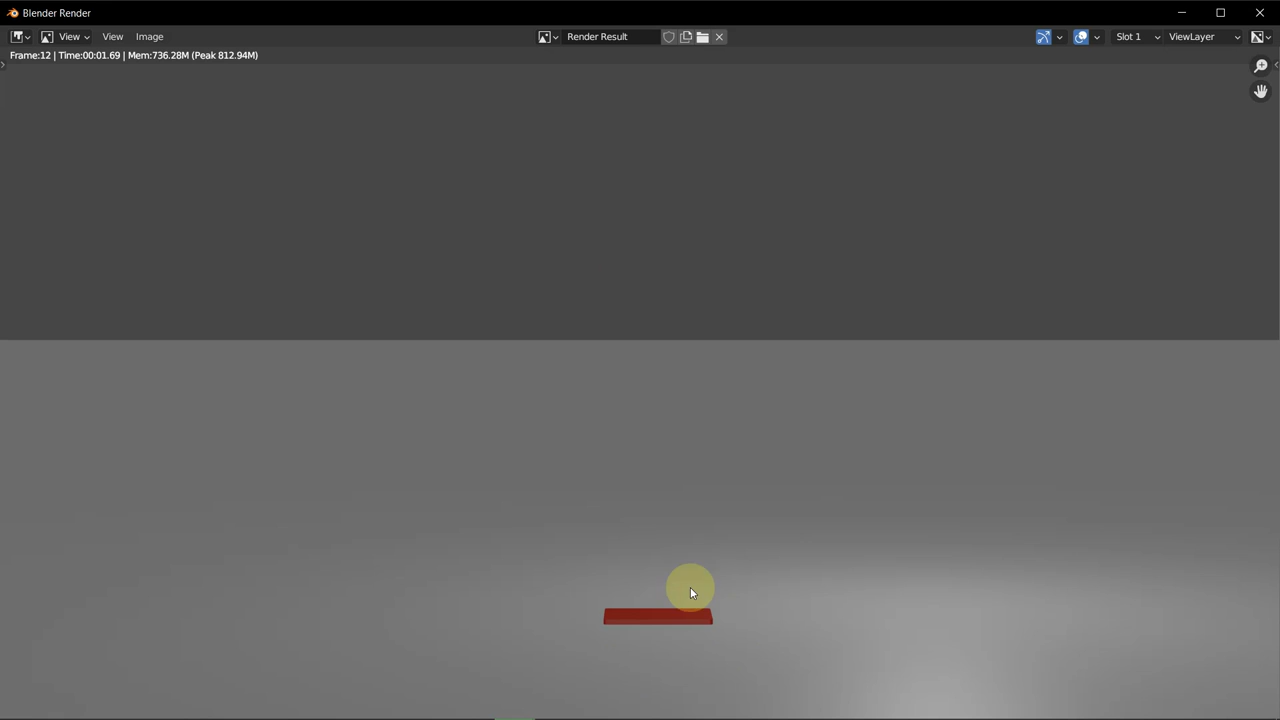 Blender Render
View View Image Render Result Slot 1 ViewLayer
Frame:12 | Time:00:01.69 | Mem:736.28M (Peak 812.94M)